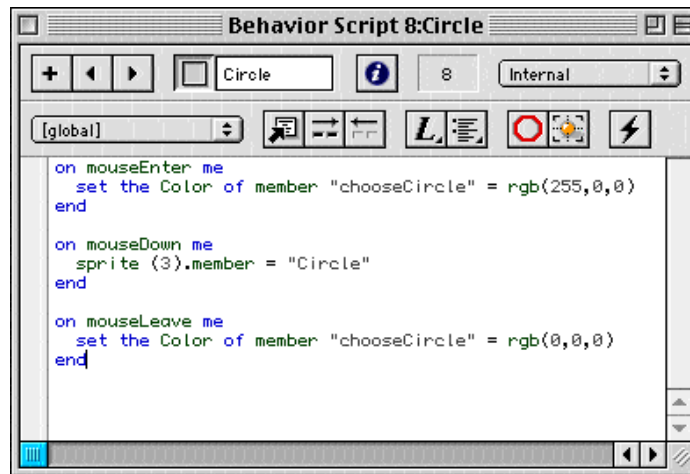 Behavior Script 8:Circle
Circle
8
Internal
[global]
L
on mouseEnter me
set the Color of member "chooseCircle" = rgb(255,0,0)
end
on mouseDown me
sprite (3).member = "Circle"
end
on mouseLeave me
set the Color of member "chooseCircle" = rgb(0,0,0)
end